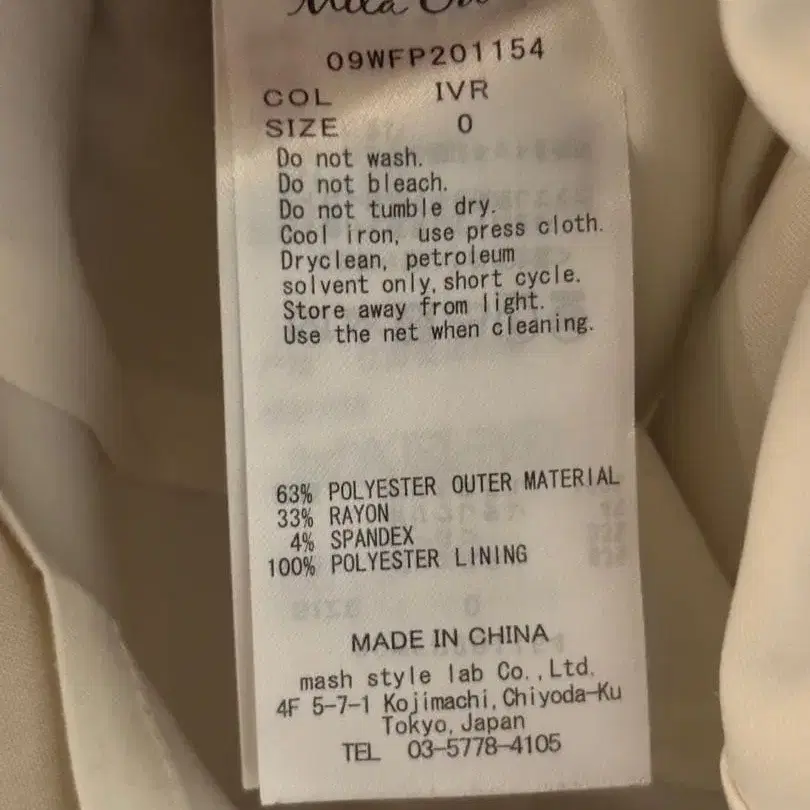 09WFP201154
COL IVR
SIZE 0
Do not wash.
Do not bleach.
Do not tumble dry.
Cool iron, use press cloth.
Dryclean, petroleum
solvent only, short cycle.
Store away from light.
Use the net when cleaning.
63% POLYESTER OUTER MATERIAL
33% RAYON
4% SPANDEX
100% POLYESTER LINING
MADE IN CHINA
mash style lab Co.,Ltd.
4F 5-7-1 Kojimachi, Chiyoda-Ku
Tokyo, Japan
TEL 03-5778-4105